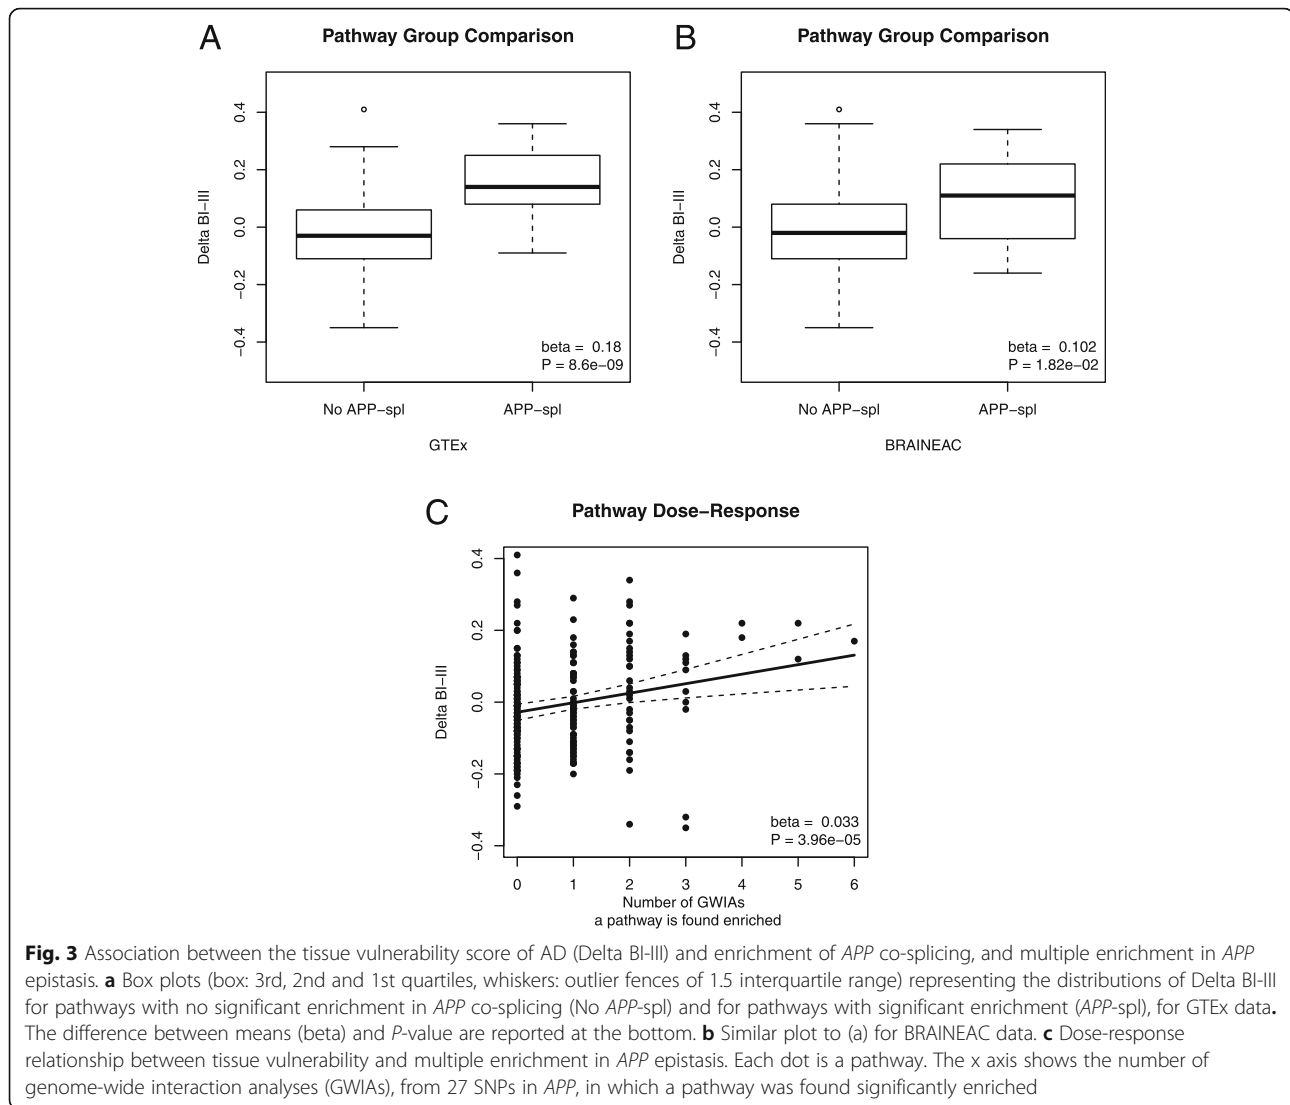 A
Pathway Group Comparison
Delta BI−III
0.4
0.2
0.0
−0.2
−0.4
beta = 0.18
P = 8.6e−09
No APP−spl
APP−spl
GTEx
B
Pathway Group Comparison
Delta BI−III
0.4
0.2
0.0
−0.2
−0.4
beta = 0.102
P = 1.82e−02
No APP−spl
APP−spl
BRAINEAC
C
Pathway Dose−Response
Delta BI−III
0.4
0.2
0.0
−0.2
−0.4
beta = 0.033
P = 3.96e−05
0 1 2 3 4 5 6
Number of GWIAs
a pathway is found enriched
Fig. 3 Association between the tissue vulnerability score of AD (Delta BI-III) and enrichment of APP co-splicing, and multiple enrichment in APP
epistasis. a Box plots (box: 3rd, 2nd and 1st quartiles, whiskers: outlier fences of 1.5 interquartile range) representing the distributions of Delta BI-III
for pathways with no significant enrichment in APP co-splicing (No APP-spl) and for pathways with significant enrichment (APP-spl), for GTEx data.
The difference between means (beta) and P-value are reported at the bottom. b Similar plot to (a) for BRAINEAC data. c Dose-response
relationship between tissue vulnerability and multiple enrichment in APP epistasis. Each dot is a pathway. The x axis shows the number of
genome-wide interaction analyses (GWIAs), from 27 SNPs in APP, in which a pathway was found significantly enriched